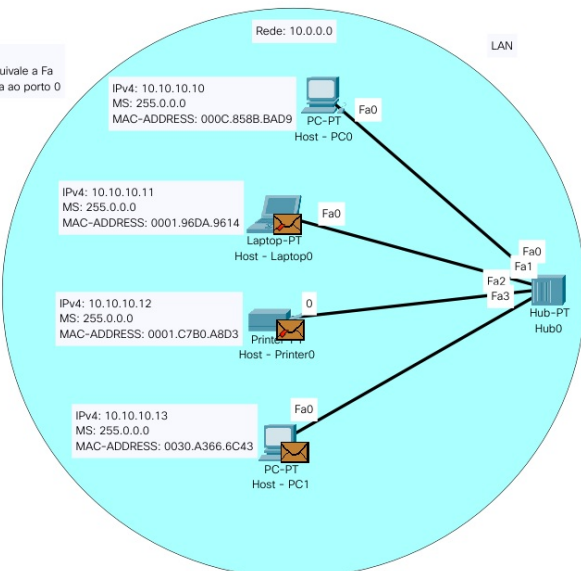 Rede: 10.0.0.0
LAN
uivale a Fa
a ao porto 0
IPv4: 10.10.10.10
MS: 255.0.0.0
MAC-ADDRESS: 000C.858B.BAD9
Fa0
PC-PT
Host - PC0
IPv4: 10.10.10.11
MS: 255.0.0.0
MAC-ADDRESS: 0001.96DA.9614
Fa0
Laptop-PT
Host - Laptop0
Fa0
Fa1
Fa2
Fa3
Hub-PT
Hub0
IPv4: 10.10.10.12
MS: 255.0.0.0
MAC-ADDRESS: 0001.C7B0.A8D3
0
Host - Printer0
IPv4: 10.10.10.13
MS: 255.0.0.0
MAC-ADDRESS: 0030.A366.6C43
Fa0
PC-PT
Host - PC1